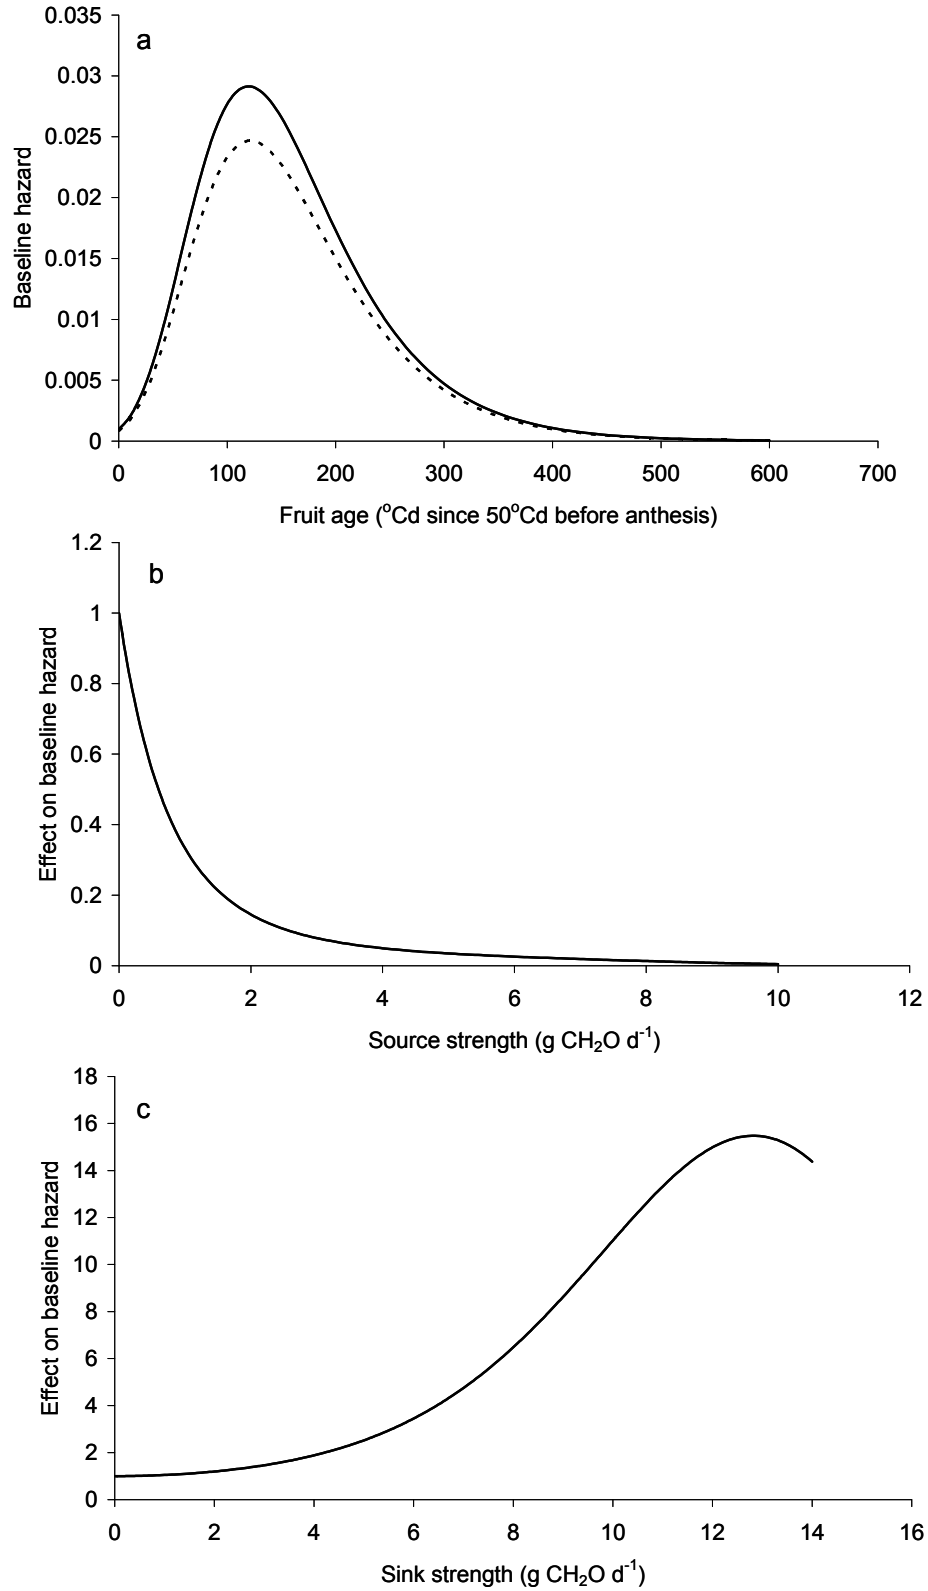 0.035
a
0.03
0.025
0.02
0.015
0.01
0.005
0
Baseline hazard
0 100 200 300 400 500 600 700
Fruit age (°Cd since 50°Cd before anthesis)
1.2
b
1
0.8
0.6
0.4
0.2
0
Effect on baseline hazard
0 2 4 6 8 10 12
Source strength (g CH₂O d⁻¹)
18
c
16
14
12
10
8
6
4
2
0
Effect on baseline hazard
0 2 4 6 8 10 12 14 16
Sink strength (g CH₂O d⁻¹)